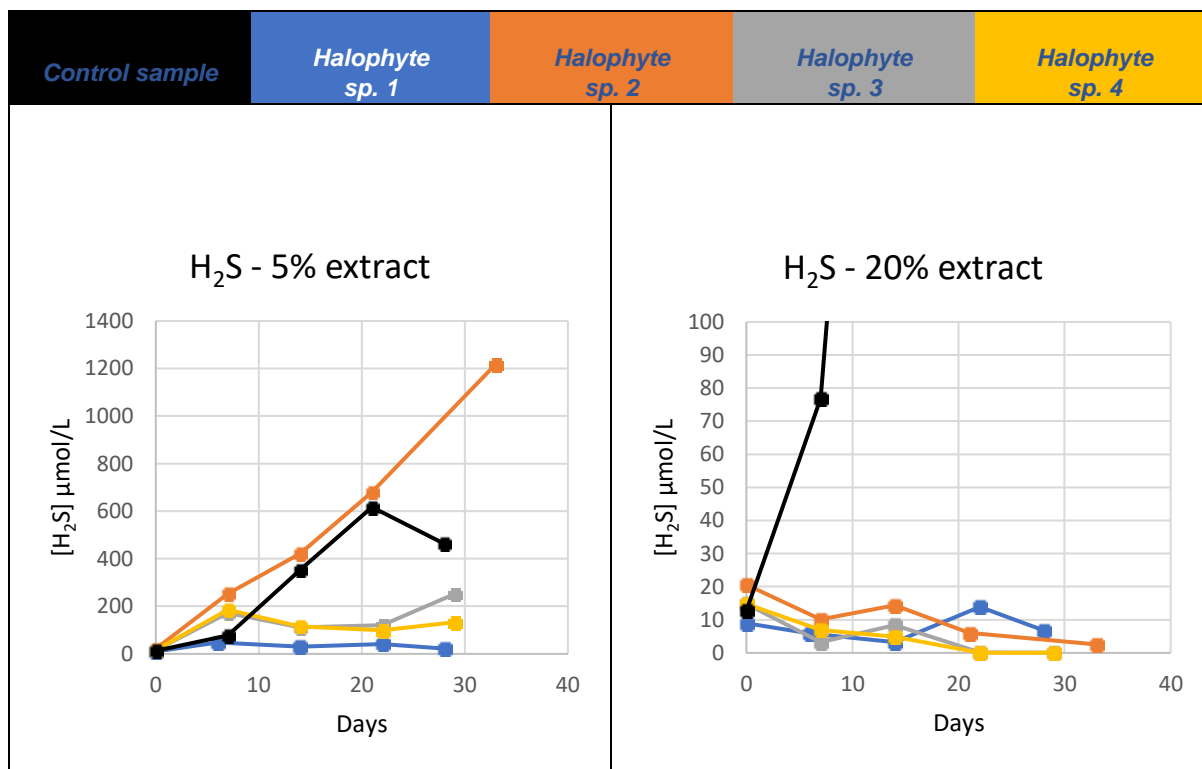 Control sample
Halophyte
sp. 1
Halophyte
sp. 2
Halophyte
sp. 3
Halophyte
sp. 4
H₂S - 5% extract
1400
1200
1000
800
600
400
200
0
[H₂S] µmol/L
0 10 20 30 40
Days
H₂S - 20% extract
100
90
80
70
60
50
40
30
20
10
0
[H₂S] µmol/L
0 10 20 30 40
Days